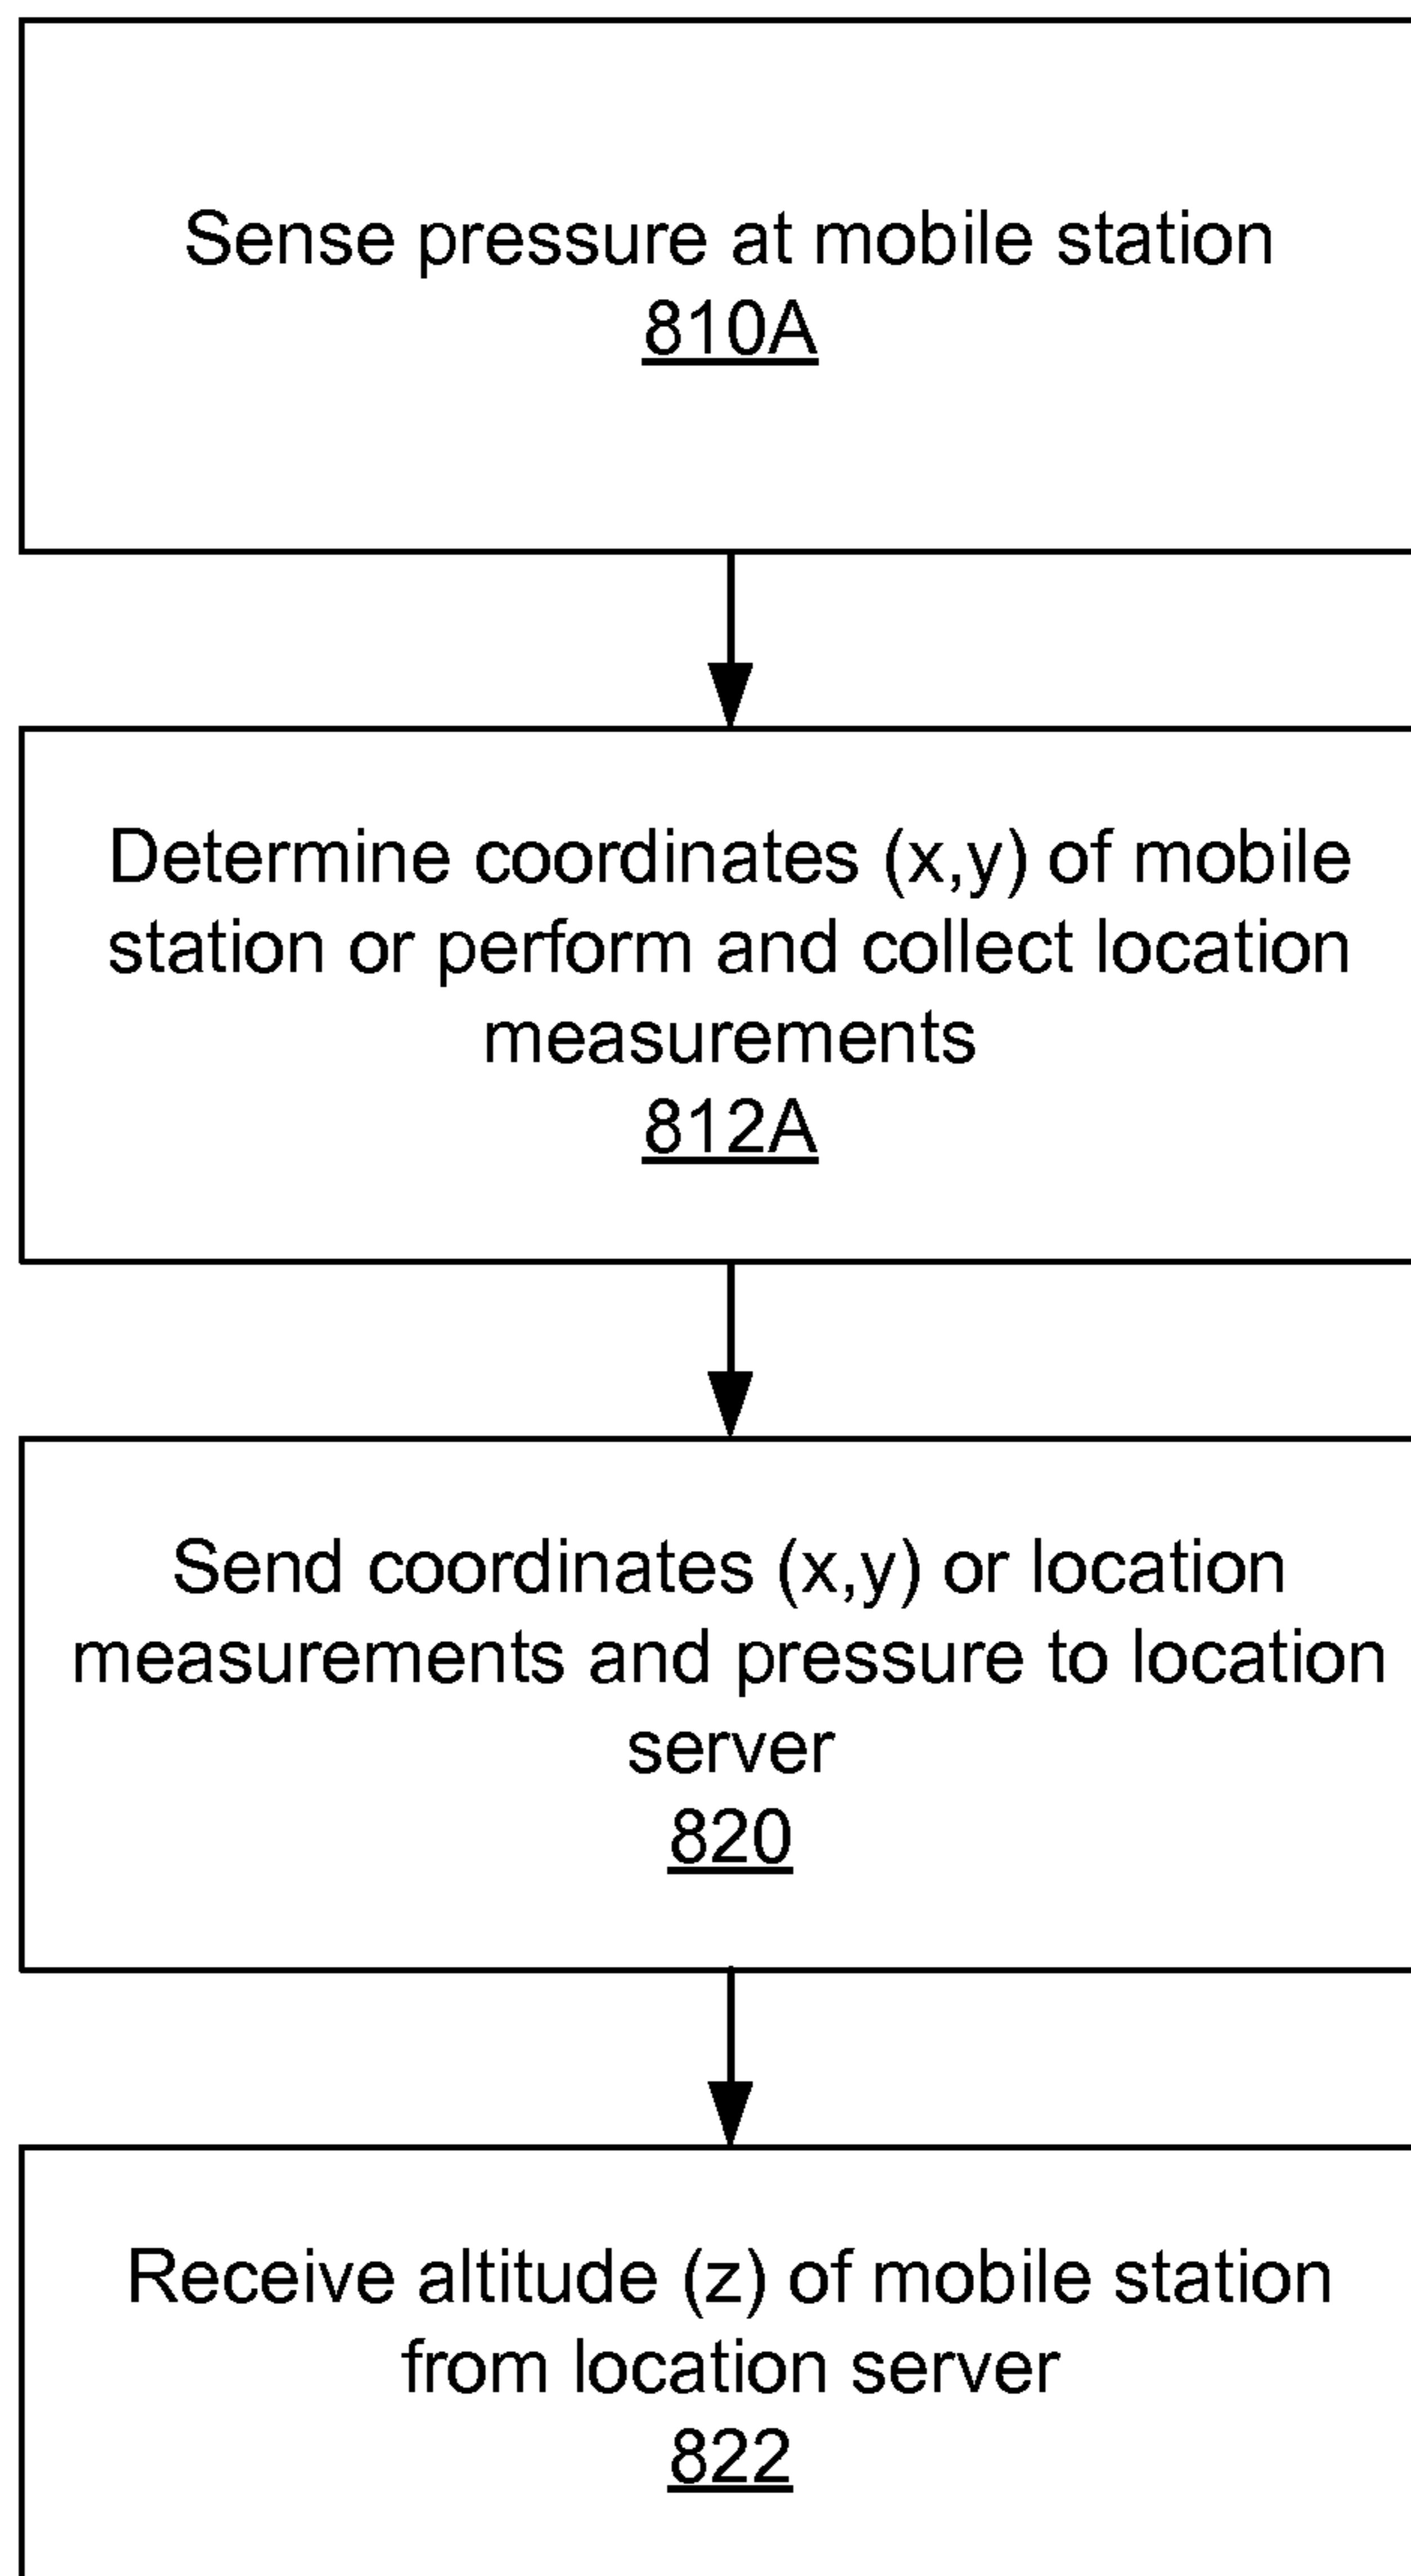 Sense pressure at mobile station
810A
Determine coordinates (x,y) of mobile
station or perform and collect location
measurements
812A
Send coordinates (x,y) or location
measurements and pressure to location
server
820
Receive altitude (z) of mobile station
from location server
822